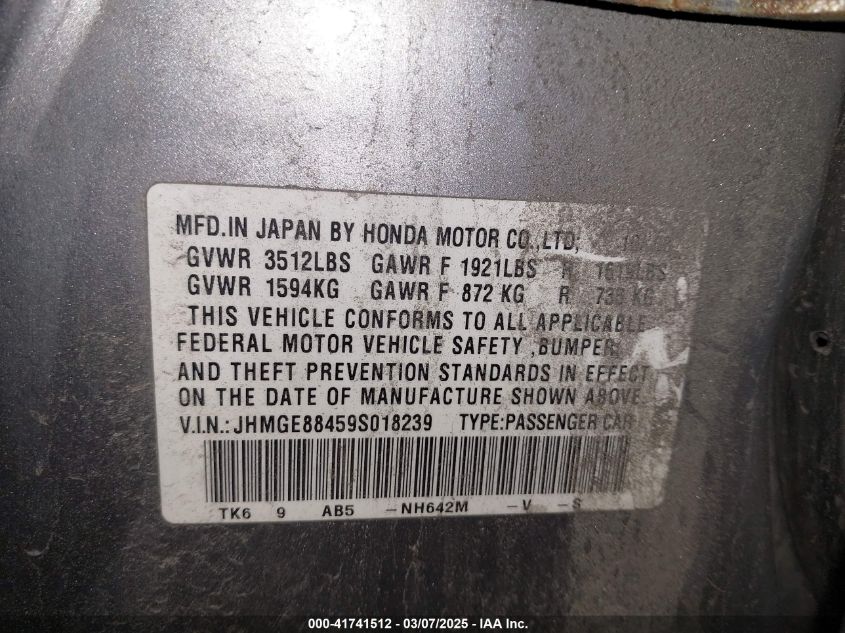 MFD.IN JAPAN BY HONDA MOTOR CO.,LTD,
GVWR 3512LBS GAWR F 1921LBS R
GVWR 1594KG GAWR F 872 KG R KG
THIS VEHICLE CONFORMS TO ALL APPLICABLE
FEDERAL MOTOR VEHICLE SAFETY ,BUMPER
AND THEFT PREVENTION STANDARDS IN EFFECT
ON THE DATE OF MANUFACTURE SHOWN ABOVE.
V.I.N.:JHMGE88459S018239 TYPE:PASSENGER CAR
TK6 9 AB5 -NH642M -V -S
000-41741512 - 03/07/2025 - IAA Inc.